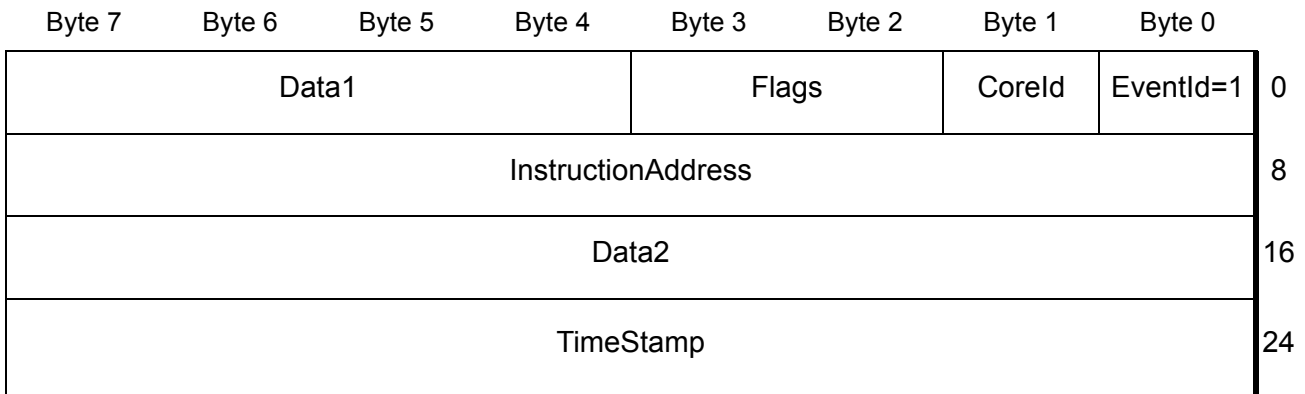 Byte 7 Byte 6 Byte 5 Byte 4 Byte 3 Byte 2 Byte 1 Byte 0
Data1 Flags CoreId EventId=1 0
InstructionAddress 8
Data2 16
TimeStamp 24